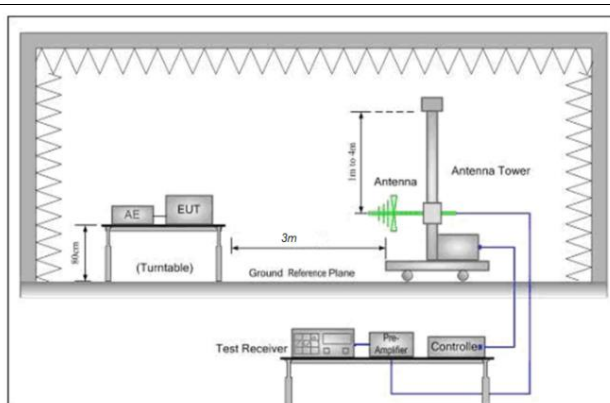 1m to 4m
Antenna
Antenna Tower
AE
EUT
80cm
(Turntable)
3m
Ground Reference Plane
Test Receiver
Pre-
Amplifier
Controller